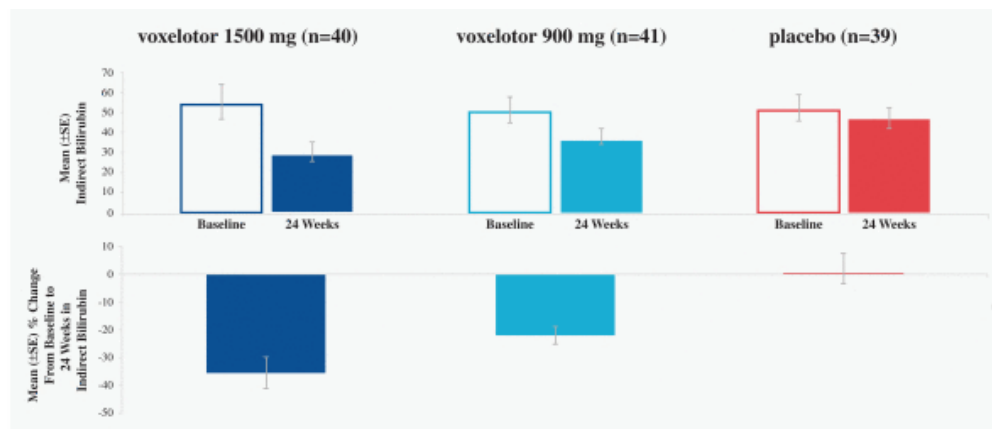 voxelotor 1500 mg (n=40)
voxelotor 900 mg (n=41)
placebo (n=39)
Mean (±SE)
Indirect Bilirubin
70
60
50
40
30
20
10
0
Baseline
24 Weeks
Baseline
24 Weeks
Baseline
24 Weeks
Mean (±SE) % Change
From Baseline to
24 Weeks in
Indirect Bilirubin
10
0
-10
-20
-30
-40
-50